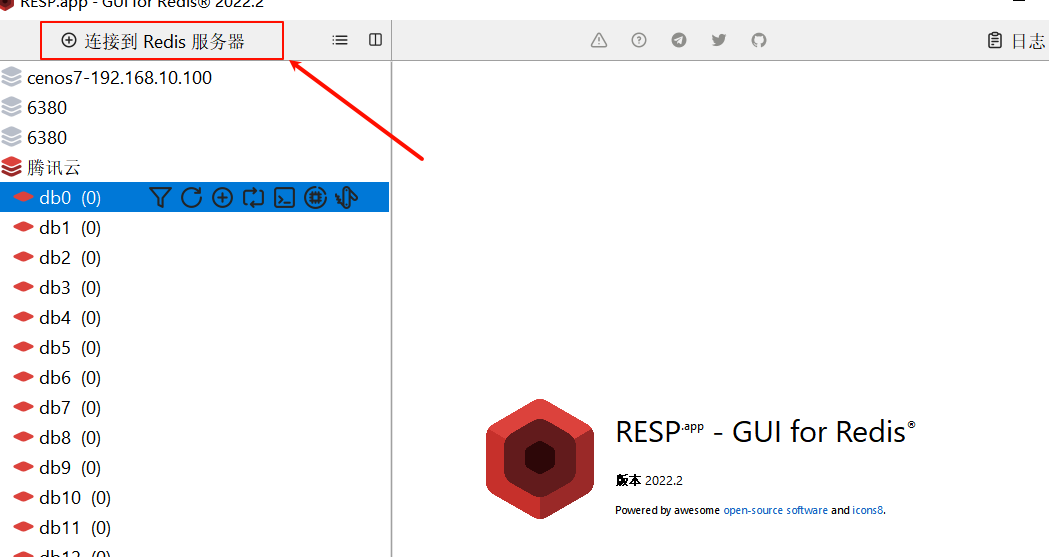 RESP.app - GUI for Redis® 2022.2
连接到 Redis 服务器
日志
cenos7-192.168.10.100
6380
6380
腾讯云
db0 (0)
db1 (0)
db2 (0)
db3 (0)
db4 (0)
db5 (0)
db6 (0)
db7 (0)
db8 (0)
db9 (0)
db10 (0)
db11 (0)
db12 (0)
RESP.app - GUI for Redis®
版本 2022.2
Powered by awesome open-source software and icons8.